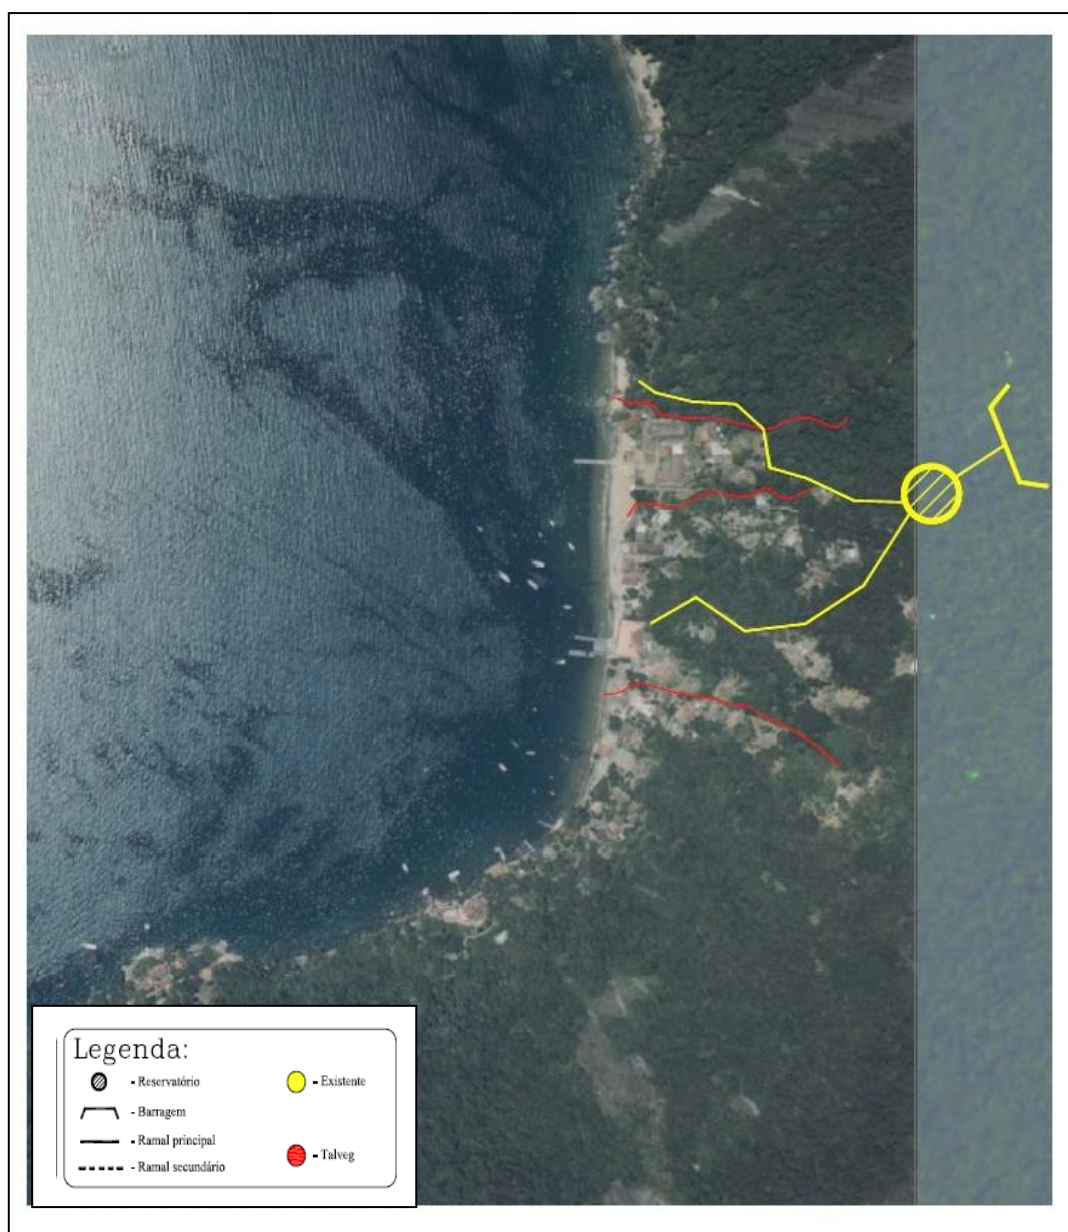 Legenda:
- Reservatório
- Existente
- Barragem
- Ramal principal
- Talveg
- Ramal secundário